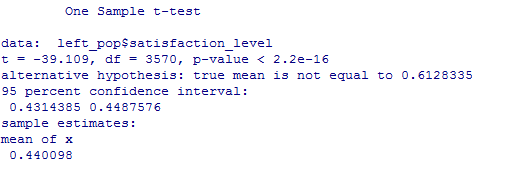 One Sample t-test
data:  left_pop$satisfaction_level
t = -39.109, df = 3570, p-value < 2.2e-16
alternative hypothesis: true mean is not equal to 0.6128335
95 percent confidence interval:
 0.4314385 0.4487576
sample estimates:
mean of x
 0.440098